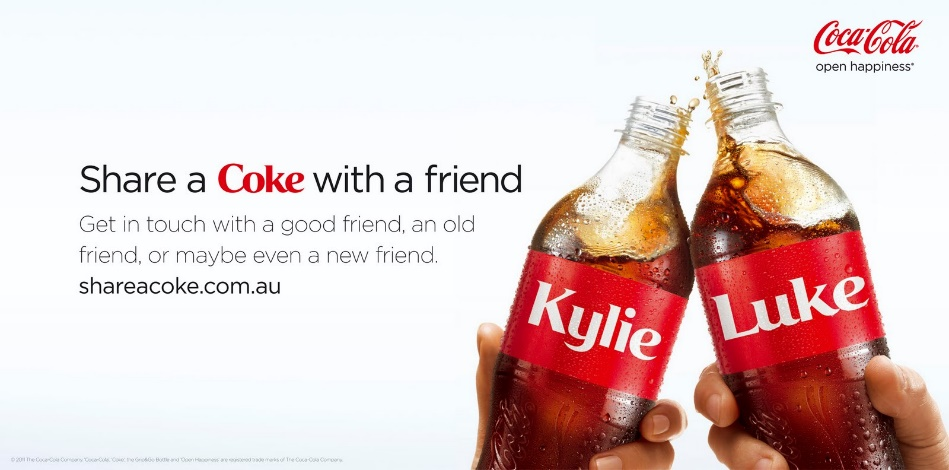 Coca-Cola
open happiness®
Share a Coke with a friend
Get in touch with a good friend, an old
friend, or maybe even a new friend.
shareacoke.com.au
Kylie
Luke